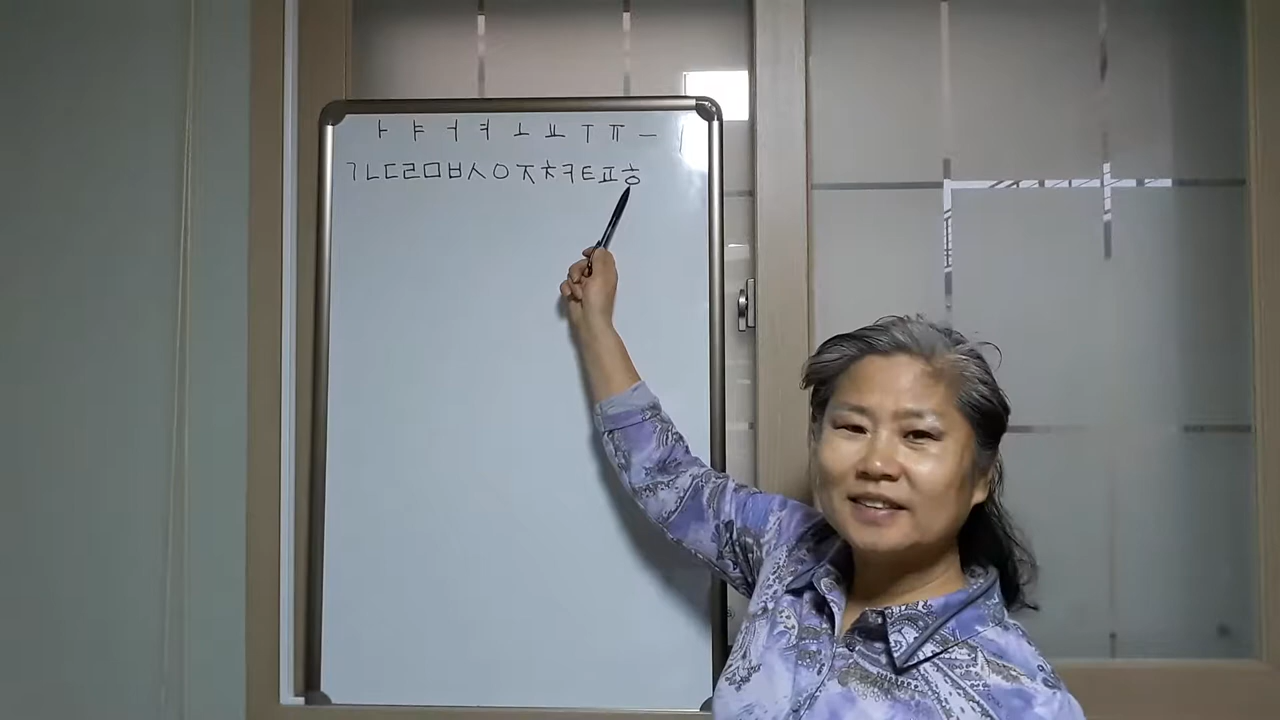 ㅏ ㅑ ㅓ ㅕ ㅗ ㅛ ㅜ ㅠ ㅡ ㅣ
ㄱㄴㄷㄹㅁㅂㅅㅇㅈㅊㅋㅌㅍㅎ